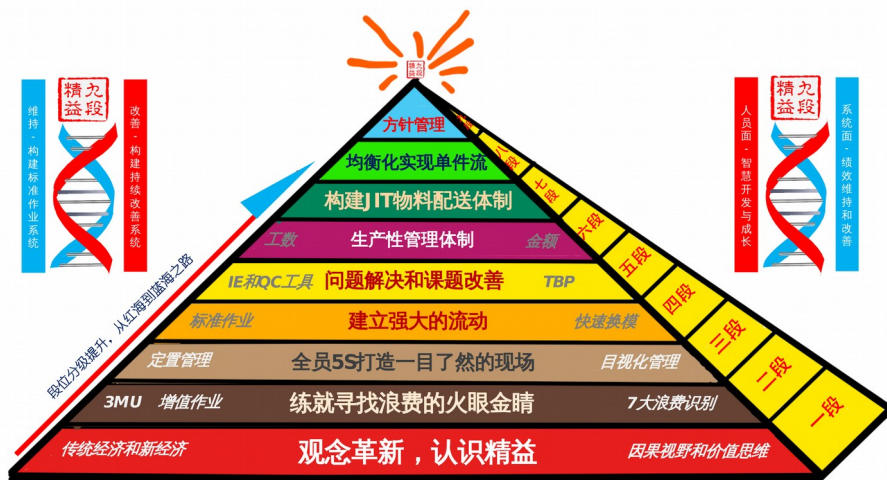 精九
益段
精九
益段
维持-构建标准作业系统
改善-构建持续改善系统
精九
益段
人员面-智慧开发与成长
系统面-绩效维持和改善
段位分级提升，从红海到蓝海之路
方针管理
八段
均衡化实现单件流
七段
构建JIT物料配送体制
六段
工数 生产性管理体制 金额
五段
IE和QC工具 问题解决和课题改善 TBP
四段
标准作业 建立强大的流动 快速换模
三段
定置管理 全员5S打造一目了然的现场 目视化管理
二段
3MU 增值作业 练就寻找浪费的火眼金睛 7大浪费识别
一段
传统经济和新经济 观念革新，认识精益 因果视野和价值思维